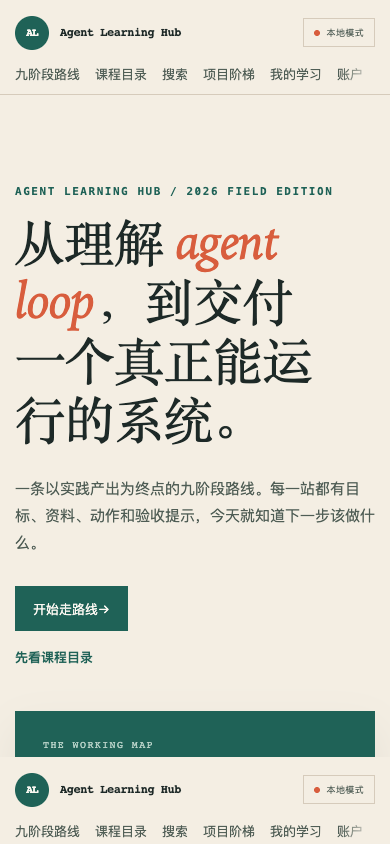 AL Agent Learning Hub 本地模式
九阶段路线 课程目录 搜索 项目阶梯 我的学习 账户
AGENT LEARNING HUB / 2026 FIELD EDITION
从理解 agent
loop，到交付
一个真正能运
行的系统。
一条以实践产出为终点的九阶段路线。每一站都有目
标、资料、动作和验收提示，今天就知道下一步该做什
么。
开始走路线→
先看课程目录
THE WORKING MAP
AL Agent Learning Hub 本地模式
九阶段路线 课程目录 搜索 项目阶梯 我的学习 账户